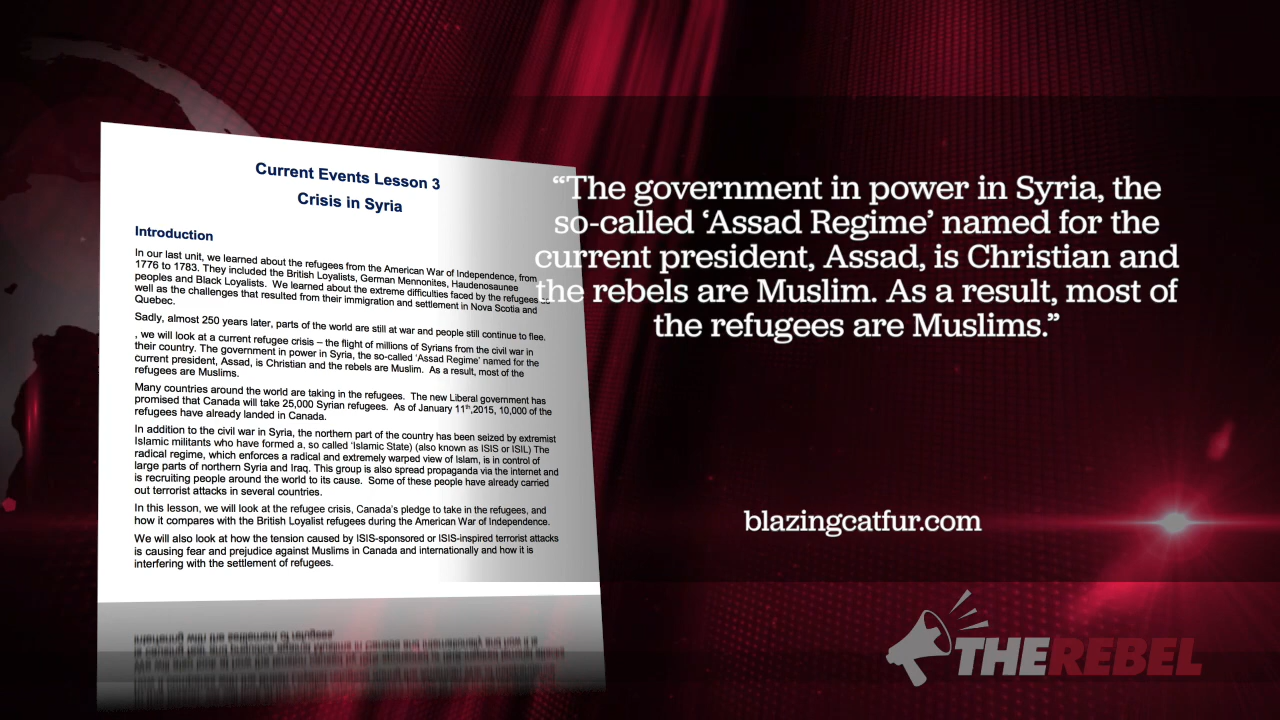 Current Events Lesson 3
Crisis in Syria
Introduction
In our last unit, we learned about the refugees from the American War of Independence, from
1776 to 1783. They included the British Loyalists, German Mennonites, Haudenosaunee
peoples and Black Loyalists. We learned about the extreme difficulties faced by the refugees as
well as the challenges that resulted from their immigration and settlement in Nova Scotia and
Quebec.
Sadly, almost 250 years later, parts of the world are still at war and people still continue to flee.
, we will look at a current refugee crisis – the flight of millions of Syrians from the civil war in
their country. The government in power in Syria, the so-called 'Assad Regime' named for the
current president, Assad, is Christian and the rebels are Muslim. As a result, most of the
refugees are Muslims.
Many countries around the world are taking in the refugees. The new Liberal government has
promised that Canada will take 25,000 Syrian refugees. As of January 11th,2015, 10,000 of the
refugees have already landed in Canada.
In addition to the civil war in Syria, the northern part of the country has been seized by extremist
Islamic militants who have formed a, so called 'Islamic State) (also known as ISIS or ISIL) The
radical regime, which enforces a radical and extremely warped view of Islam, is in control of
large parts of northern Syria and Iraq. This group is also spread propaganda via the internet and
is recruiting people around the world to its cause. Some of these people have already carried
out terrorist attacks in several countries.
In this lesson, we will look at the refugee crisis, Canada's pledge to take in the refugees, and
how it compares with the British Loyalist refugees during the American War of Independence.
We will also look at how the tension caused by ISIS-sponsored or ISIS-inspired terrorist attacks
is causing fear and prejudice against Muslims in Canada and internationally and how it is
interfering with the settlement of refugees.
“The government in power in Syria, the
so-called ‘Assad Regime’ named for the
current president, Assad, is Christian and
the rebels are Muslim. As a result, most of
the refugees are Muslims.”
blazingcatfur.com
THEREBEL